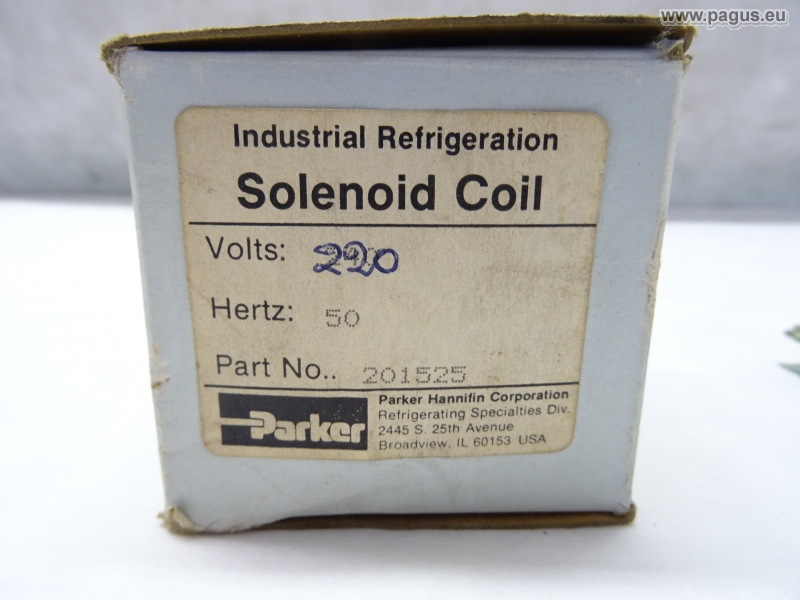 www.pagus.eu
Industrial Refrigeration
Solenoid Coil
Volts: 220
Hertz: 50
Part No.. 201525
Parker
Parker Hannifin Corporation
Refrigerating Specialties Div.
2445 S. 25th Avenue
Broadview, IL 60153 USA